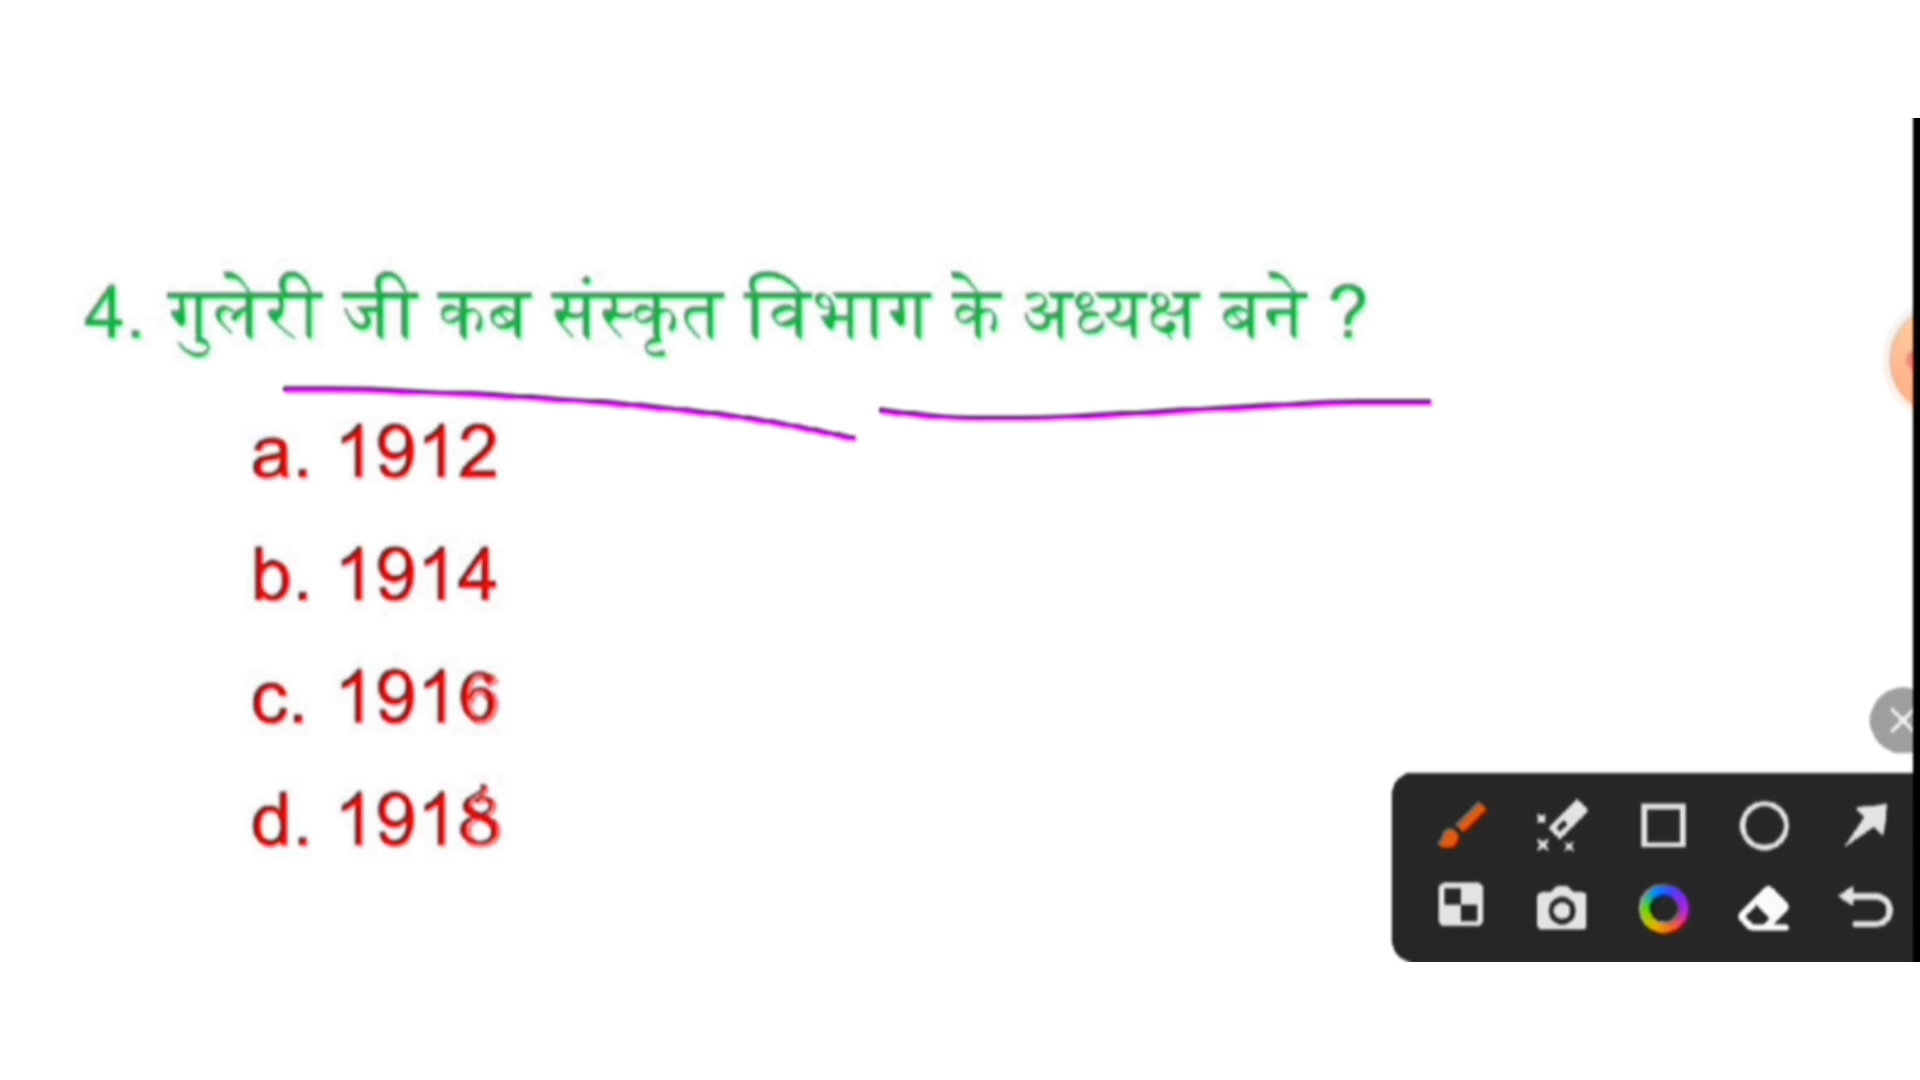 4. गुलेरी जी कब संस्कृत विभाग के अध्यक्ष बने ?
a. 1912
b. 1914
c. 1916
d. 1918